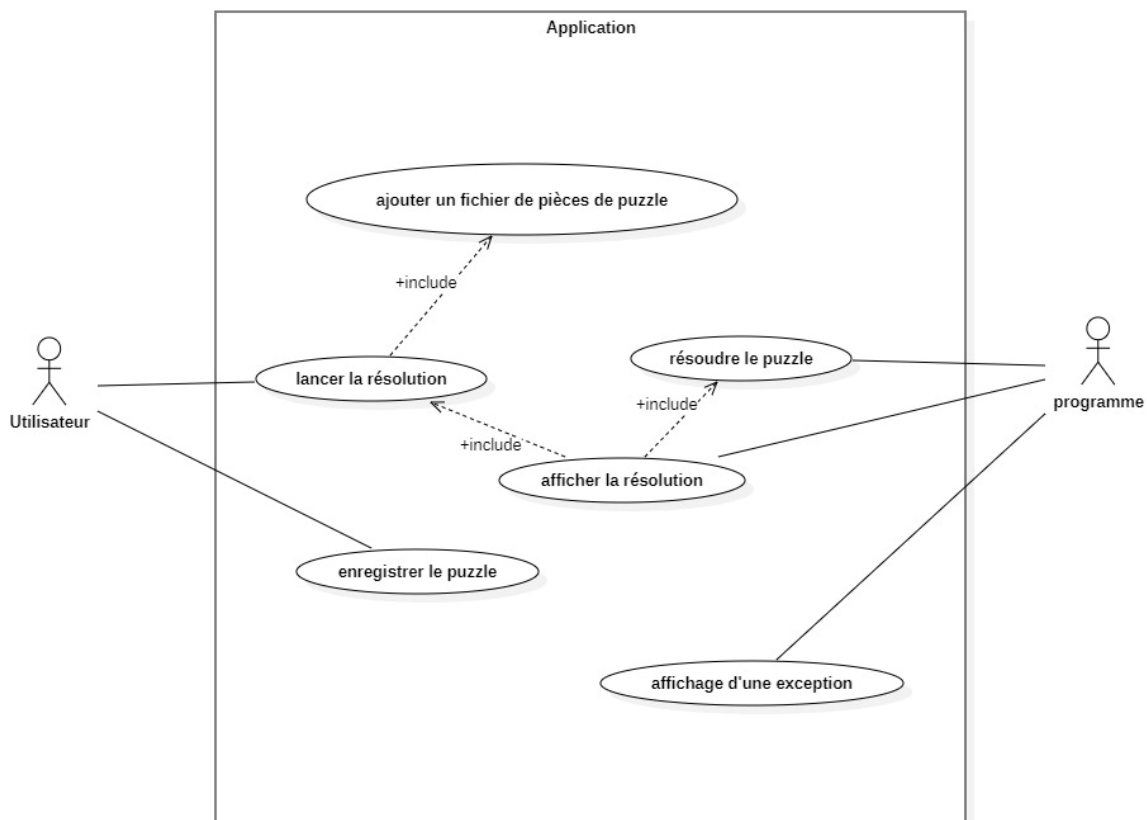 Application
ajouter un fichier de pièces de puzzle
+include
résoudre le puzzle
lancer la résolution
programme
+include
Utilisateur
+include
afficher la résolution
enregistrer le puzzle
affichage d'une exception